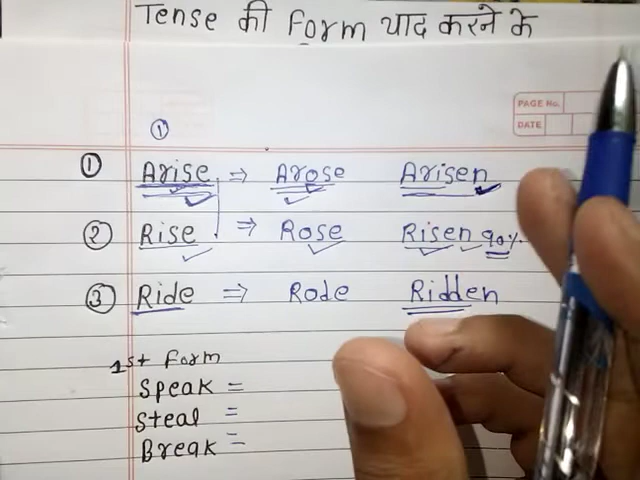 Tense की Form याद करने के
PAGE No.
DATE
①
① Arise ⇒ Arose Arisen
② Rise ⇒ Rose Risen 90%
③ Ride ⇒ Rode Ridden
1st Form
Speak =
Steal =
Break =